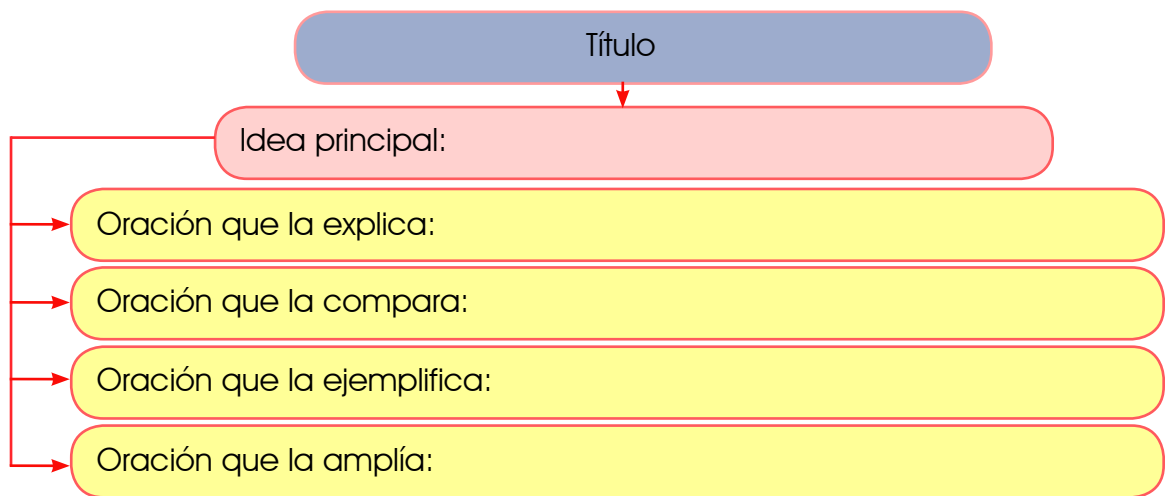 Título
Idea principal:
Oración que la explica:
Oración que la compara:
Oración que la ejemplifica:
Oración que la amplía: